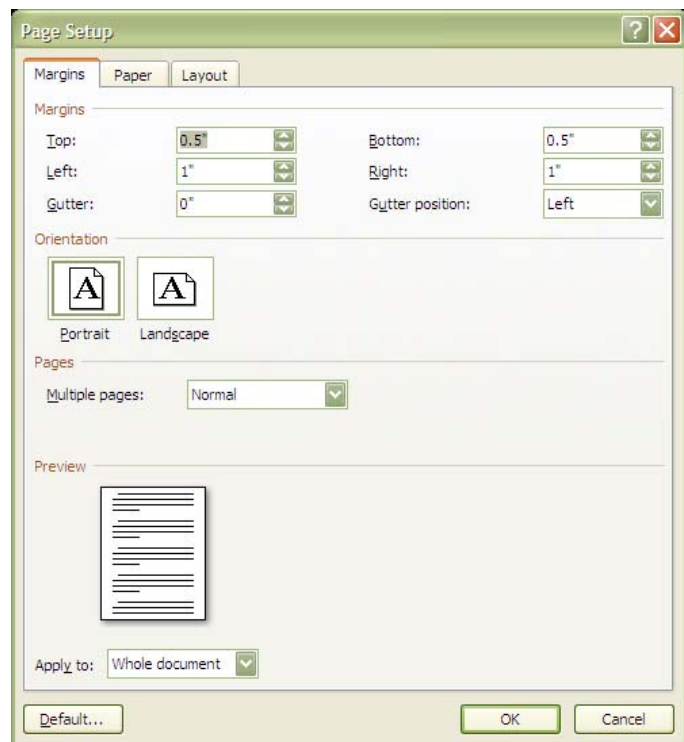 Page Setup ?
Margins Paper Layout
Margins
Top: 0.5" Bottom: 0.5"
Left: 1" Right: 1"
Gutter: 0" Gutter position: Left
Orientation
A A
Portrait Landscape
Pages
Multiple pages: Normal
Preview
Apply to: Whole document
Default... OK Cancel